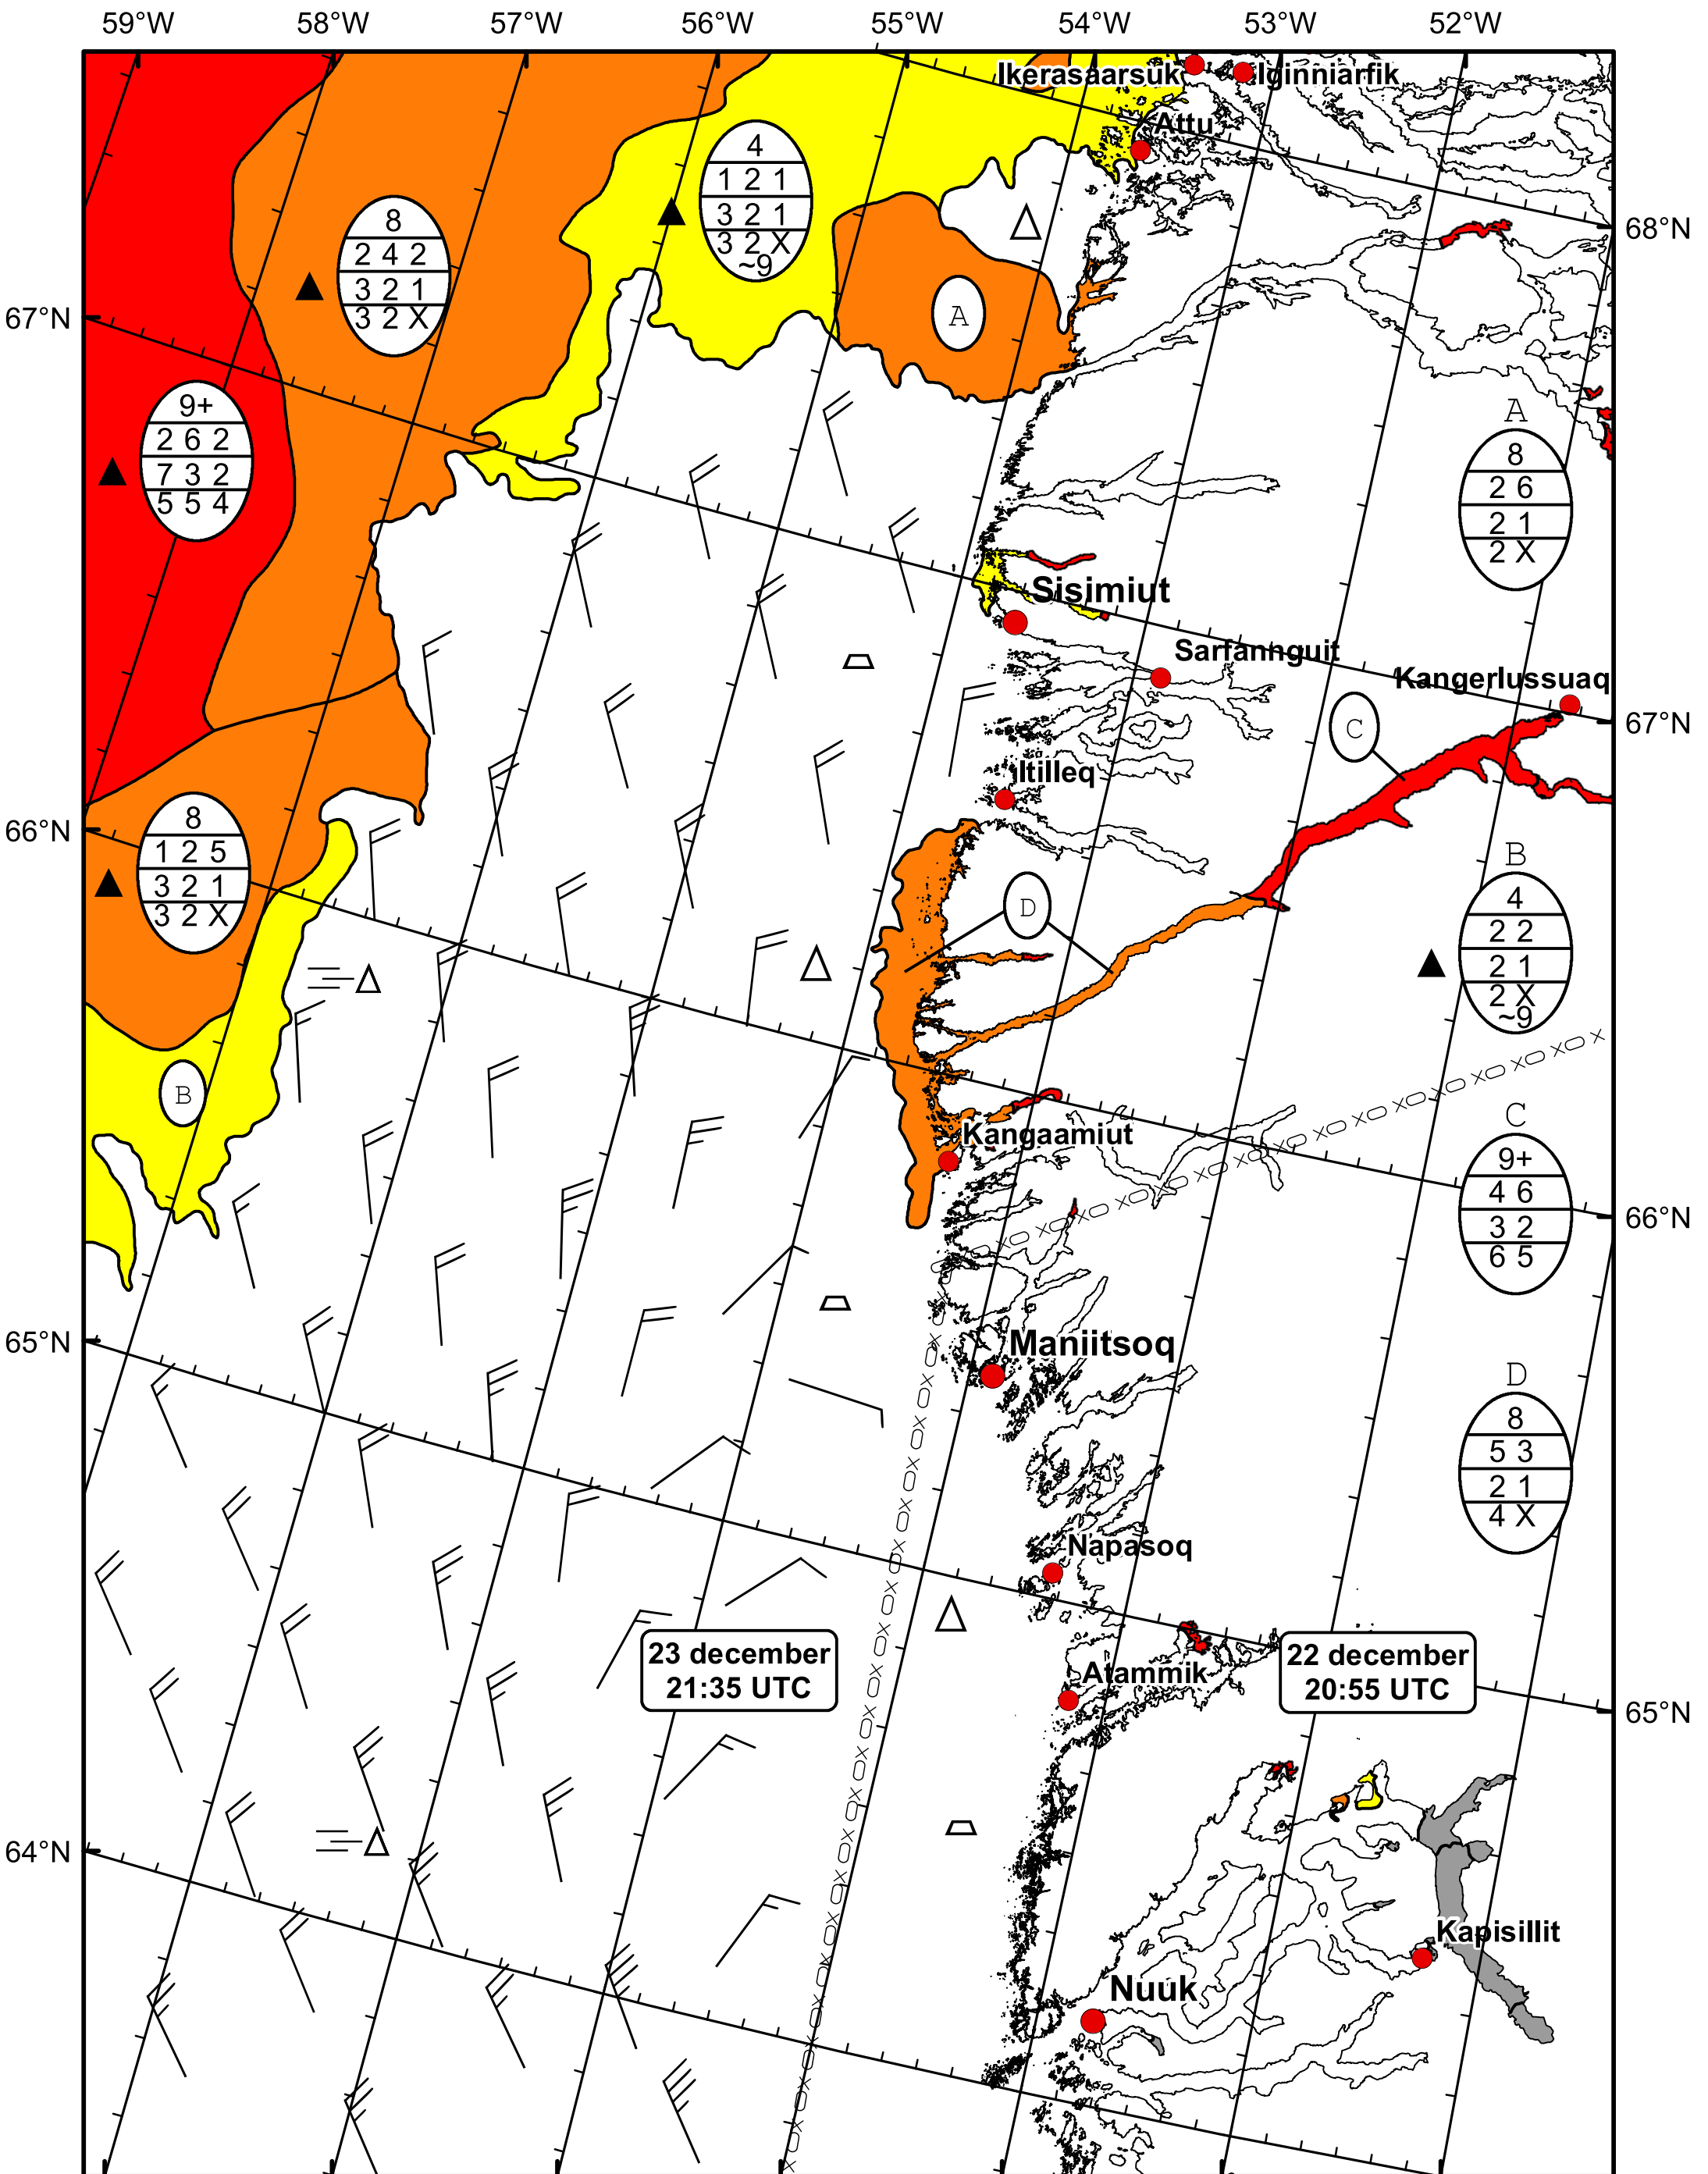 59°W 58°W 57°W 56°W 55°W 54°W 53°W 52°W
Ikerasaarsuk
Iginniarfik
Attu
4
1 2 1
3 2 1
3 2 X
~9
8
2 4 2
3 2 1
3 2 X
68°N
67°N
A
9+
2 6 2
7 3 2
5 5 4
A
8
2 6
2 1
2 X
Sisimiut
Sarfannguit
Kangerlussuaq
C
67°N
Itilleq
66°N
8
1 2 5
3 2 1
3 2 X
D
B
4
2 2
2 1
2 X
~9
B
Kangaamiut
C
9+
4 6
3 2
6 5
66°N
65°N
Maniitsoq
D
8
5 3
2 1
4 X
Napasoq
23 december
21:35 UTC
Atammik
22 december
20:55 UTC
65°N
64°N
Kapisillit
Nuuk